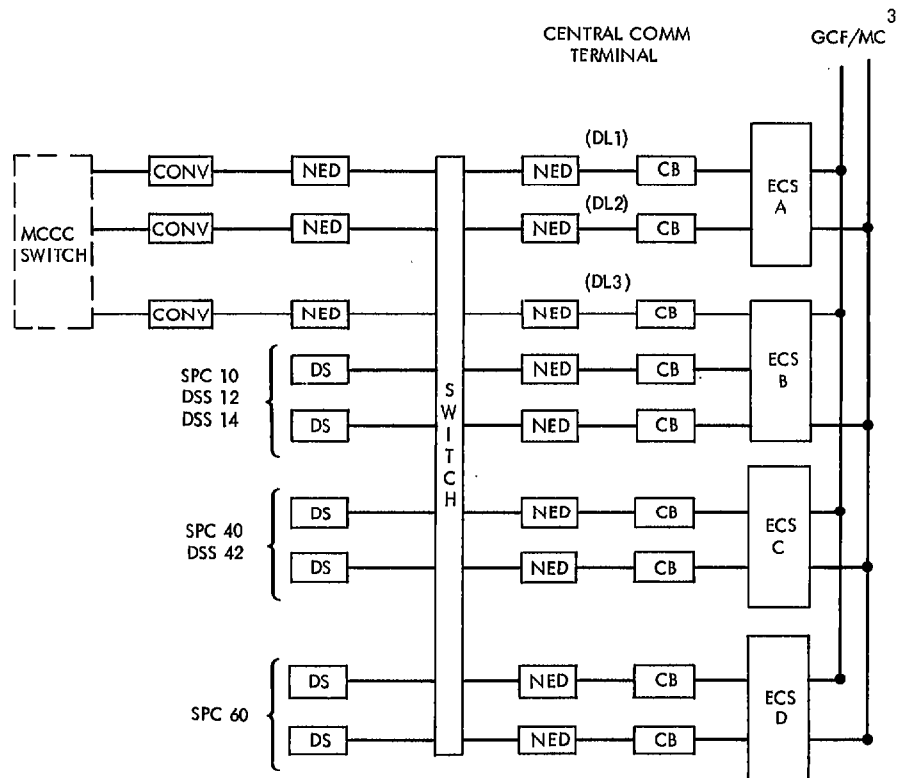 3
CENTRAL COMM
TERMINAL
GCF/MC
(DL1)
CONV NED NED CB
ECS
A
MCCC
SWITCH
(DL2)
CONV NED NED CB
(DL3)
CONV NED NED CB
SPC 10
DSS 12
DSS 14
DS NED CB
DS NED CB
ECS
B
SWITCH
SPC 40
DSS 42
DS NED CB
DS NED CB
ECS
C
SPC 60
DS NED CB
DS NED CB
ECS
D